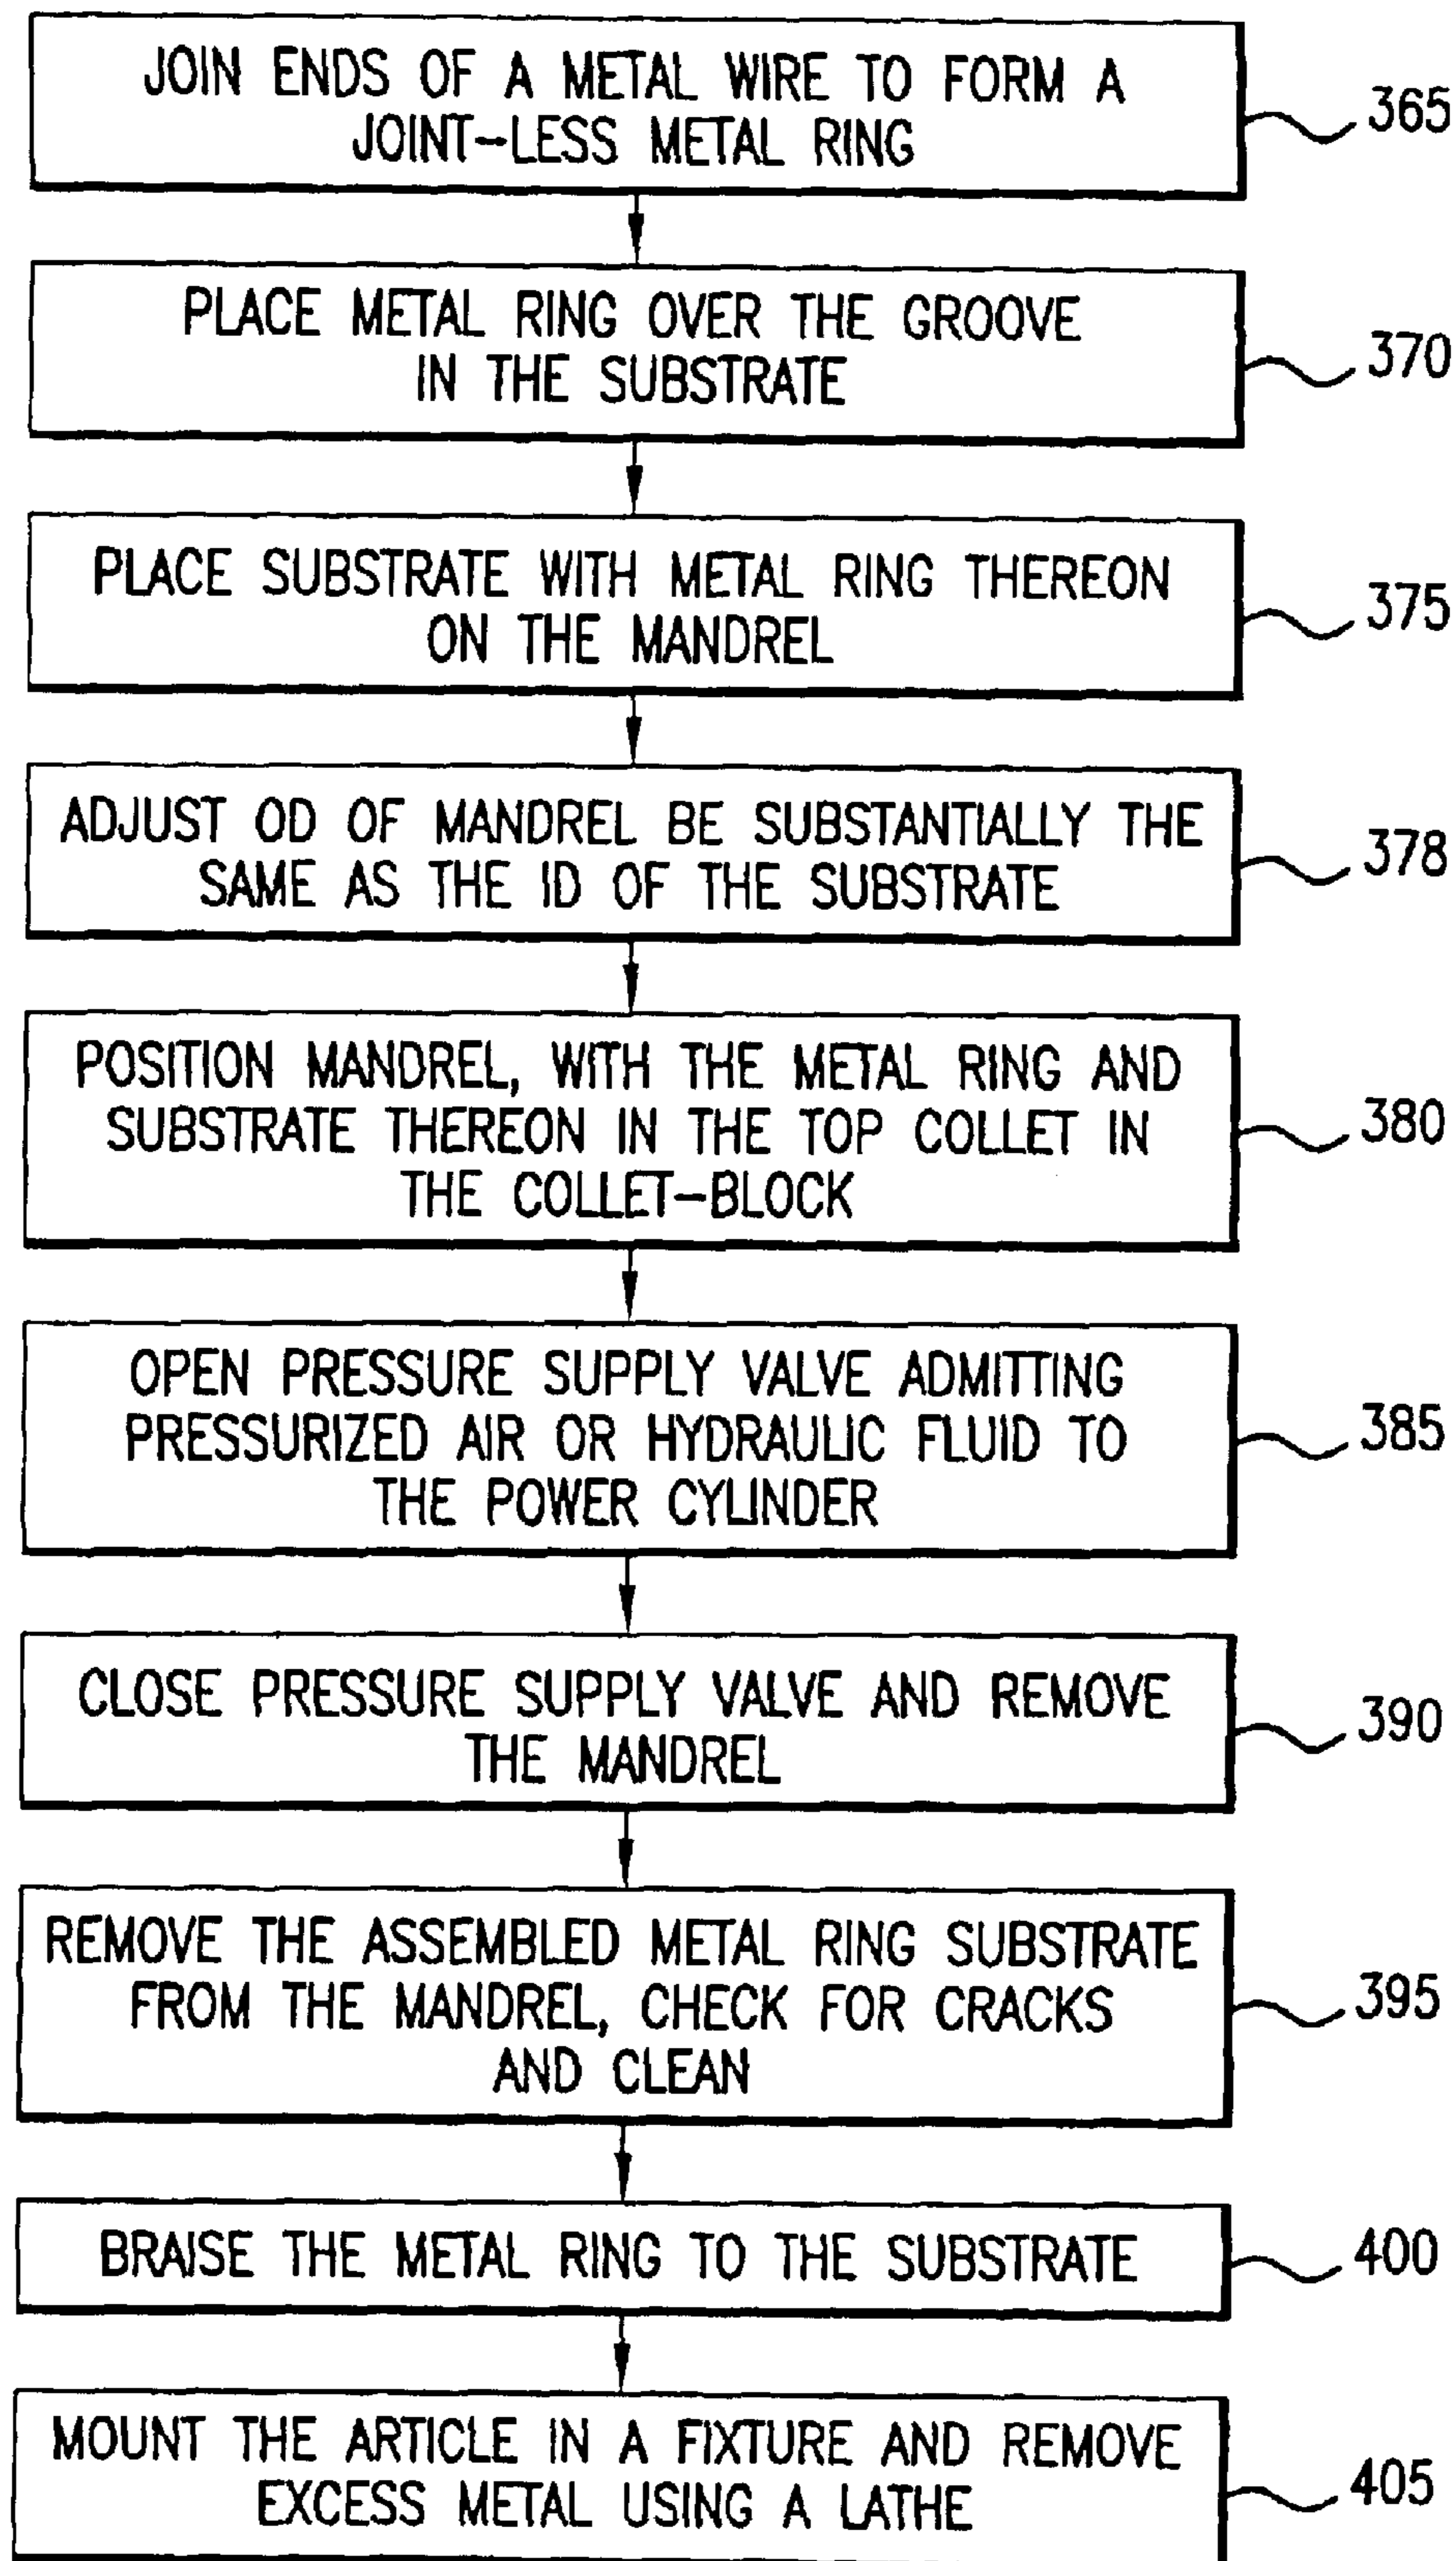 JOIN ENDS OF A METAL WIRE TO FORM A
JOINT-LESS METAL RING
365
PLACE METAL RING OVER THE GROOVE
IN THE SUBSTRATE
370
PLACE SUBSTRATE WITH METAL RING THEREON
ON THE MANDREL
375
ADJUST OD OF MANDREL BE SUBSTANTIALLY THE
SAME AS THE ID OF THE SUBSTRATE
378
POSITION MANDREL, WITH THE METAL RING AND
SUBSTRATE THEREON IN THE TOP COLLET IN
THE COLLET-BLOCK
380
OPEN PRESSURE SUPPLY VALVE ADMITTING
PRESSURIZED AIR OR HYDRAULIC FLUID TO
THE POWER CYLINDER
385
CLOSE PRESSURE SUPPLY VALVE AND REMOVE
THE MANDREL
390
REMOVE THE ASSEMBLED METAL RING SUBSTRATE
FROM THE MANDREL, CHECK FOR CRACKS
AND CLEAN
395
BRAISE THE METAL RING TO THE SUBSTRATE
400
MOUNT THE ARTICLE IN A FIXTURE AND REMOVE
EXCESS METAL USING A LATHE
405